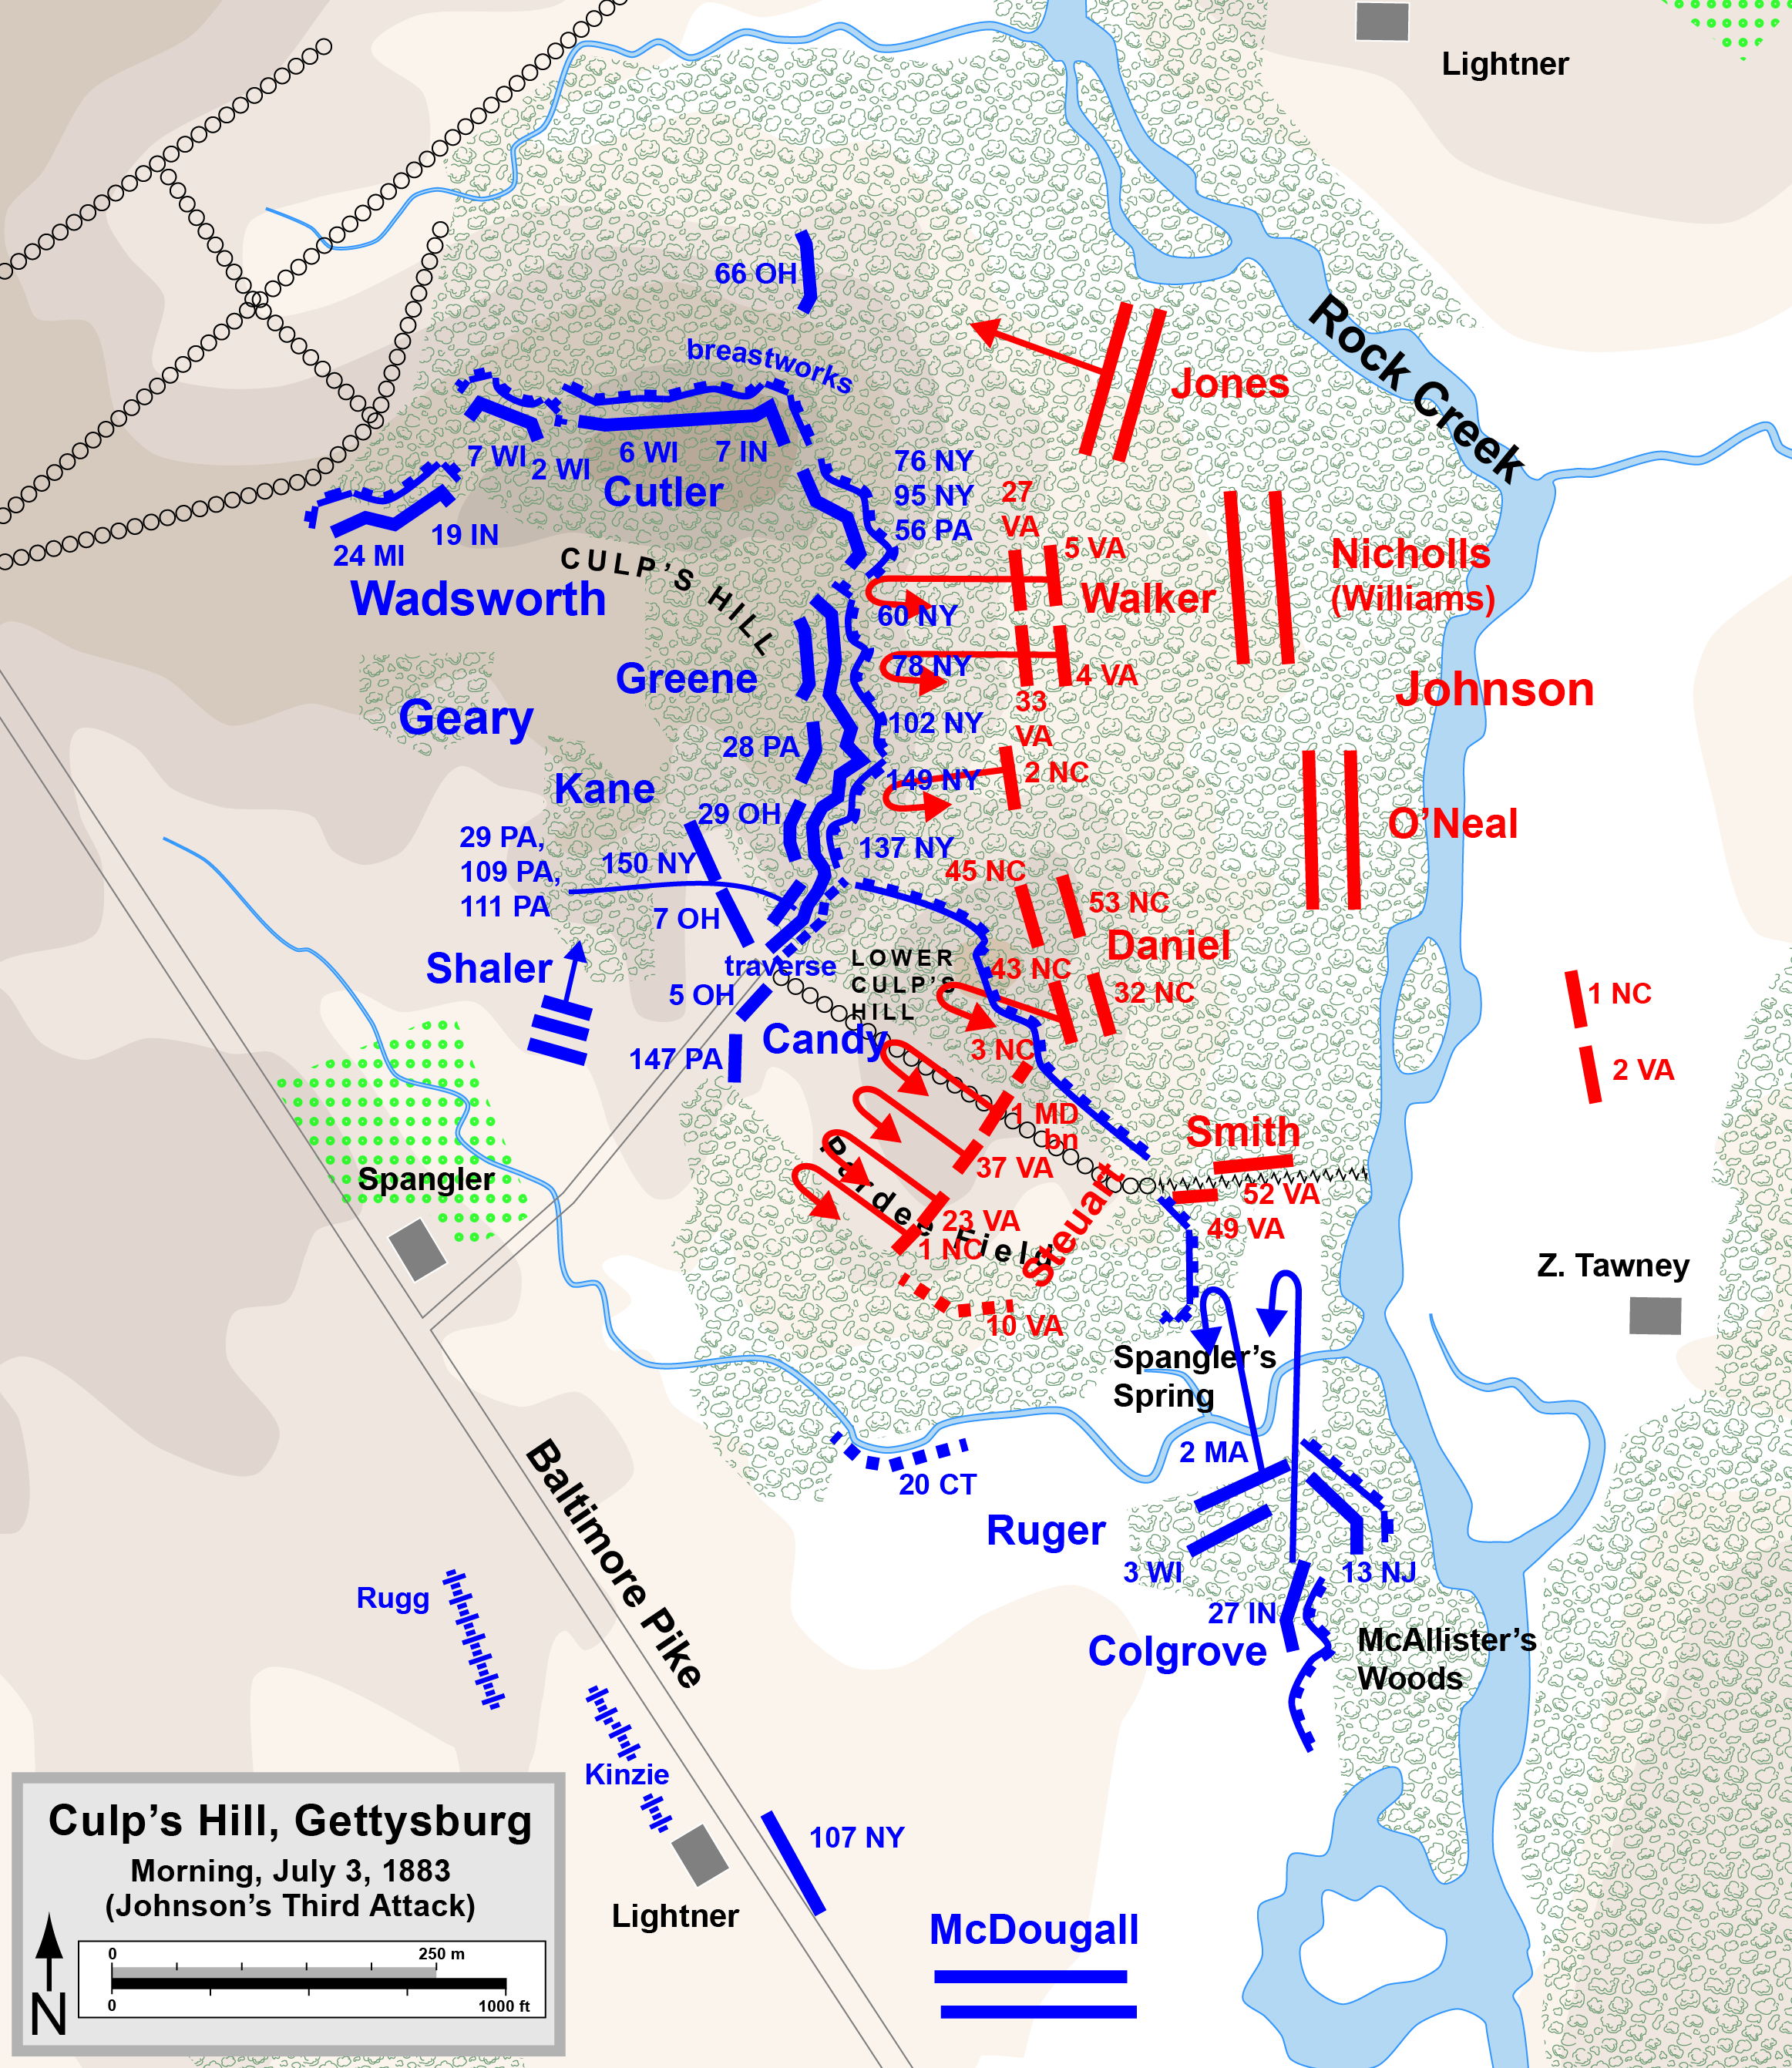 Lightner
66 OH
breastworks
Rock Creek
Jones
7 WI
2 WI
6 WI
7 IN
Cutler
76 NY
95 NY
56 PA
27
VA
5 VA
19 IN
24 MI
Wadsworth
CULP'S HILL
Walker
Nicholls
(Williams)
60 NY
78 NY
4 VA
33
VA
Greene
Johnson
Geary
102 NY
28 PA
149 NY
2 NC
Kane
29 OH
O'Neal
29 PA,
109 PA,
111 PA
150 NY
137 NY
45 NC
53 NC
7 OH
Daniel
Shaler
traverse
LOWER
CULP'S
HILL
43 NC
32 NC
1 NC
5 OH
Candy
147 PA
3 NC
2 VA
1 MD
bn
Smith
37 VA
Spangler
Pardee Field
Steuart
52 VA
49 VA
23 VA
1 NC
10 VA
Z. Tawney
Spangler's
Spring
Baltimore Pike
20 CT
2 MA
Ruger
3 WI
13 NJ
Rugg
27 IN
Colgrove
McAllister's
Woods
Kinzie
107 NY
Lightner
McDougall
Culp's Hill, Gettysburg
Morning, July 3, 1883
(Johnson's Third Attack)
0 250 m
0 1000 ft
N